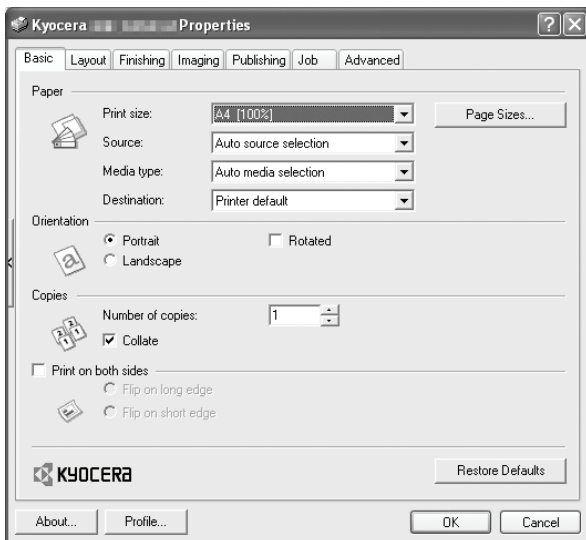 Kyocera Properties
Basic Layout Finishing Imaging Publishing Job Advanced
Paper
Print size: A4 [100%] Page Sizes...
Source: Auto source selection
Media type: Auto media selection
Destination: Printer default
Orientation
Portrait Rotated
Landscape
Copies
Number of copies: 1
Collate
Print on both sides
Flip on long edge
Flip on short edge
KYOCERA Restore Defaults
About... Profile... OK Cancel